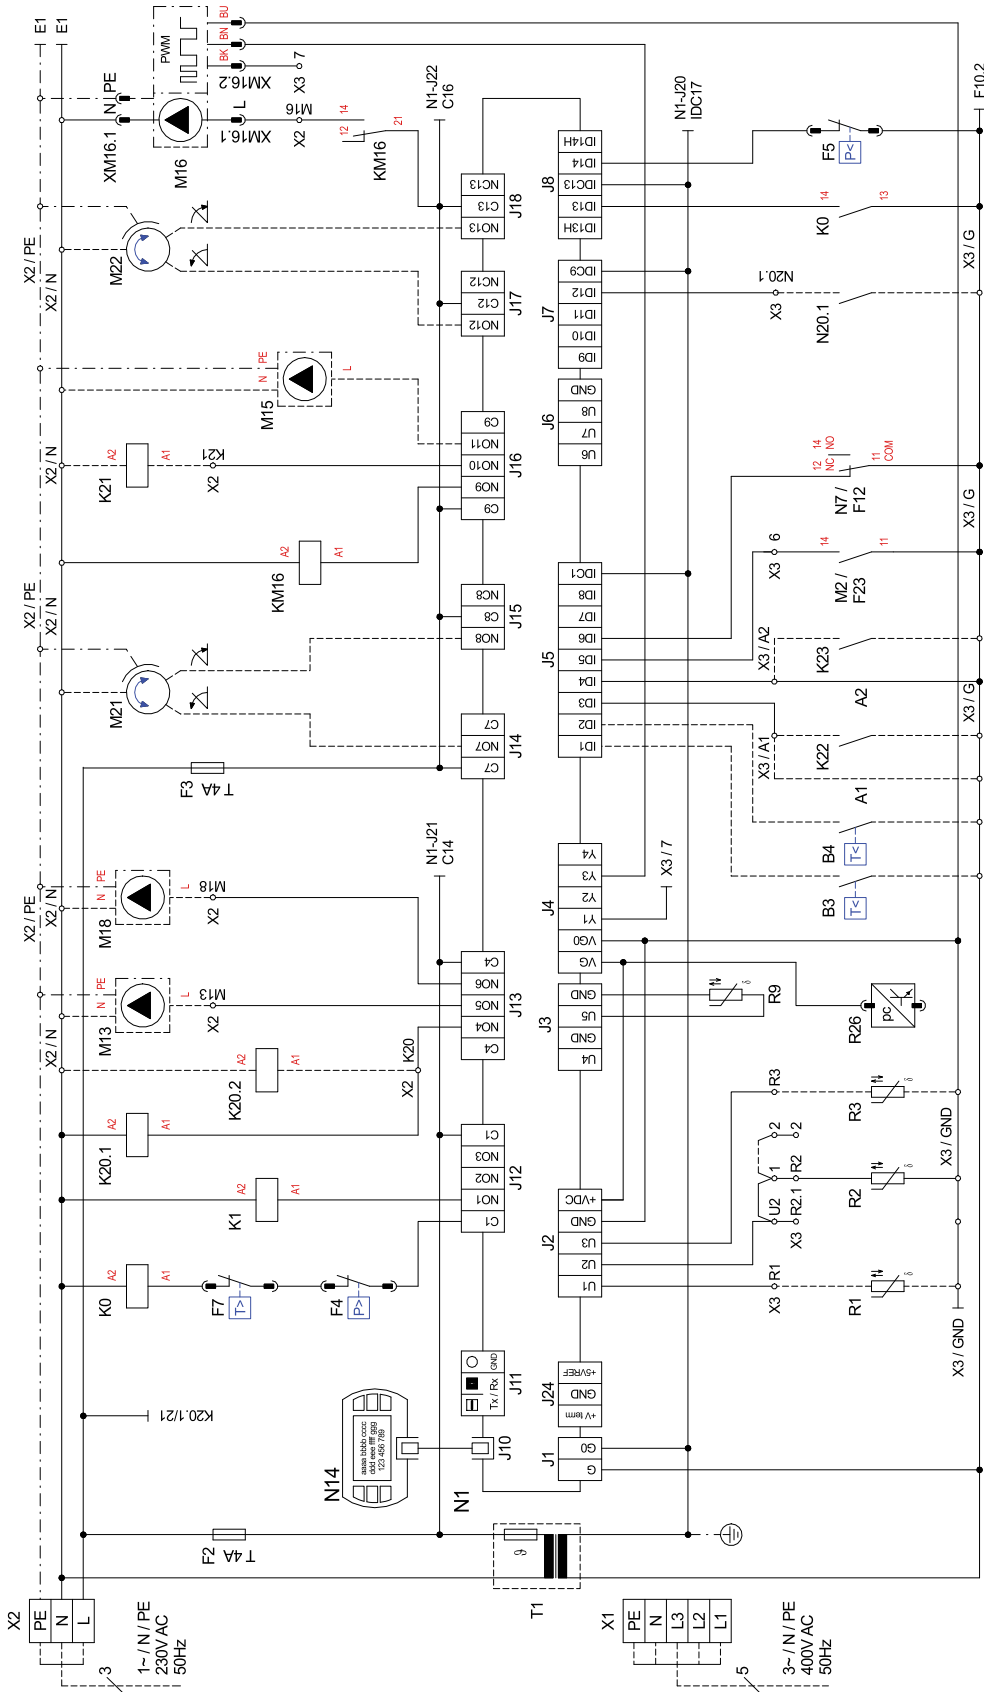 X2
PE
N
L
3
1~ / N / PE
230V AC
50Hz
X1
PE
N
L3
L2
L1
5
3~ / N / PE
400V AC
50Hz
X2 / PE
X2 / N
X2 / PE
X2 / N
X2 / N
X2 / N
X2 / PE
X2 / N
E1
E1
K20.1/21
F2
T 4A
F3
T 4A
K0
A2
A1
F7
T>
F4
P>
K1
A2
A1
K20.1
A2
A1
K20.2
A2
A1
X2
K20
M13
N
PE
L
X2
M13
M18
N
PE
L
X2
M18
M21
KM16
A2
A1
K21
A2
A1
X2
K21
M15
N
PE
L
M22
XM16.1
N
PE
M16
PWM
XM16.1
L
XM16.2
BK
BN
BU
X2
M16
X3
7
KM16
12
14
21
N1-J21
C14
N1-J22
C16
N1-J20
IDC17
N14
aaaa bbbb cccc
ddd eee fff ggg
123 456 789
N1
J10
J11
Tx / Rx
GND
J12
C1
NO1
NO2
NO3
C1
J13
C4
NO4
NO5
NO6
C4
J14
C7
NO7
C7
J15
NO8
C8
NC8
J16
C9
NO9
NO10
NO11
C9
J17
NO12
C12
NC12
J18
NO13
C13
NC13
T1
J1
G
G0
J24
+V term
GND
+5VREF
J2
U1
U2
U3
GND
+VDC
J3
U4
GND
U5
GND
J4
VG
VG0
Y1
Y2
Y3
Y4
J5
ID1
ID2
ID3
ID4
ID5
ID6
ID7
ID8
IDC1
J6
U6
U7
U8
GND
J7
ID9
ID10
ID11
ID12
IDC9
J8
ID13H
ID13
IDC13
ID14
ID14H
X3
R1
R1
X3
U2
1
2
R2.1
R2
2
R2
R3
R3
R9
R26
pc
X3 / 7
B3
T<
B4
T<
X3 / A1
K22
A1
X3 / A2
K23
A2
X3
6
M2 /
F23
14
11
N7 /
F12
12
NC
14
NO
11
COM
X3
N20.1
N20.1
K0
14
13
F5
P<
X3 / GND
X3 / GND
X3 / G
X3 / G
X3 / G
F10.2